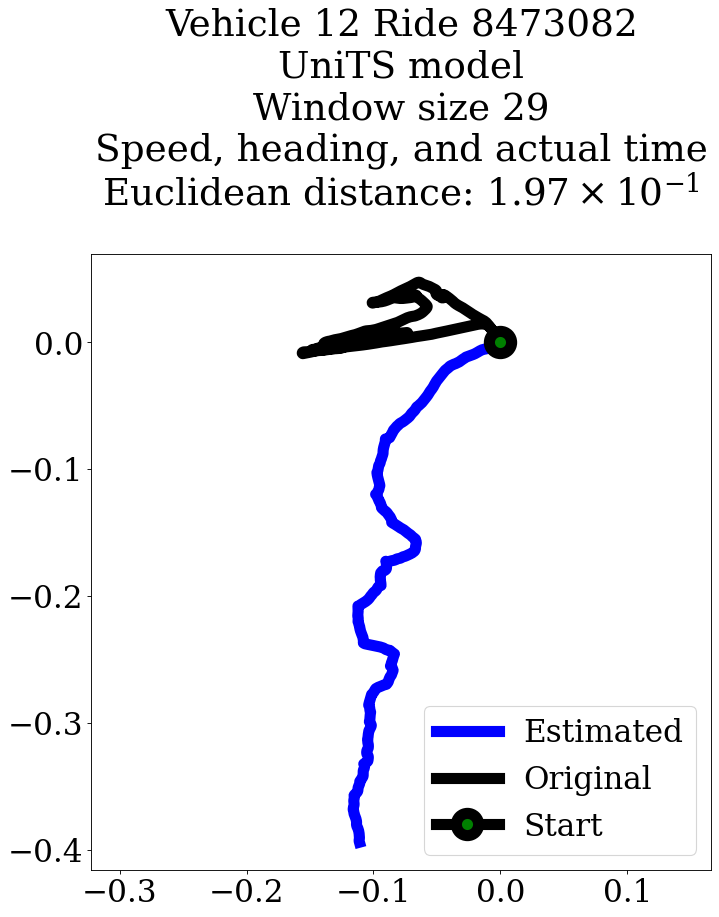 Vehicle 12 Ride 8473082
UniTS model
Window size 29
Speed, heading, and actual time
Euclidean distance: 1.97 × 10⁻¹
0.0
−0.1
−0.2
−0.3
−0.4
Estimated
Original
Start
−0.3 −0.2 −0.1 0.0 0.1